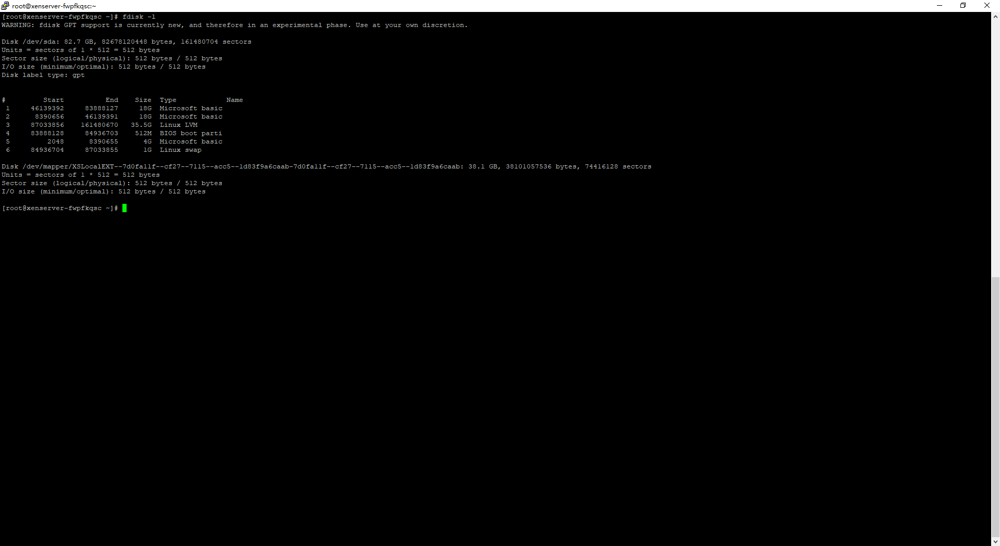 root@xenserver-fwpfkqsc:~
[root@xenserver-fwpfkqsc ~]# fdisk -l
WARNING: fdisk GPT support is currently new, and therefore in an experimental phase. Use at your own discretion.
Disk /dev/sda: 82.7 GB, 82678120448 bytes, 161480704 sectors
Units = sectors of 1 * 512 = 512 bytes
Sector size (logical/physical): 512 bytes / 512 bytes
I/O size (minimum/optimal): 512 bytes / 512 bytes
Disk label type: gpt
# Start End Size Type Name
1 46139392 83888127 18G Microsoft basic
2 8390656 46139391 18G Microsoft basic
3 87033856 161480670 35.5G Linux LVM
4 83888128 84936703 512M BIOS boot parti
5 2048 8390655 4G Microsoft basic
6 84936704 87033855 1G Linux swap
Disk /dev/mapper/XSLocalEXT--7d0fa11f--cf27--7115--acc5--1d83f9a6caab-7d0fa11f--cf27--7115--acc5--1d83f9a6caab: 38.1 GB, 38101057536 bytes, 74416128 sectors
Units = sectors of 1 * 512 = 512 bytes
Sector size (logical/physical): 512 bytes / 512 bytes
I/O size (minimum/optimal): 512 bytes / 512 bytes
[root@xenserver-fwpfkqsc ~]#